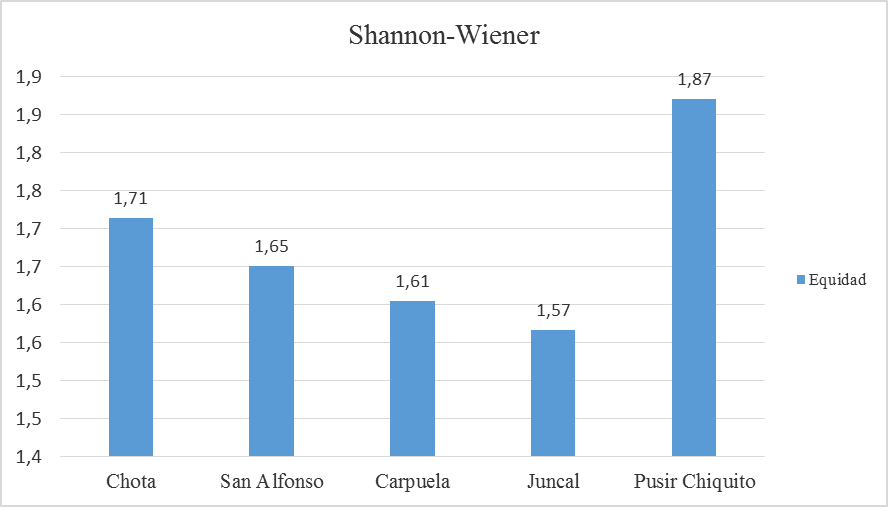 Shannon-Wiener
1,9
1,9
1,8
1,8
1,7
1,7
1,6
1,6
1,5
1,5
1,4
1,71
1,65
1,61
1,57
1,87
Chota
San Alfonso
Carpuela
Juncal
Pusir Chiquito
Equidad